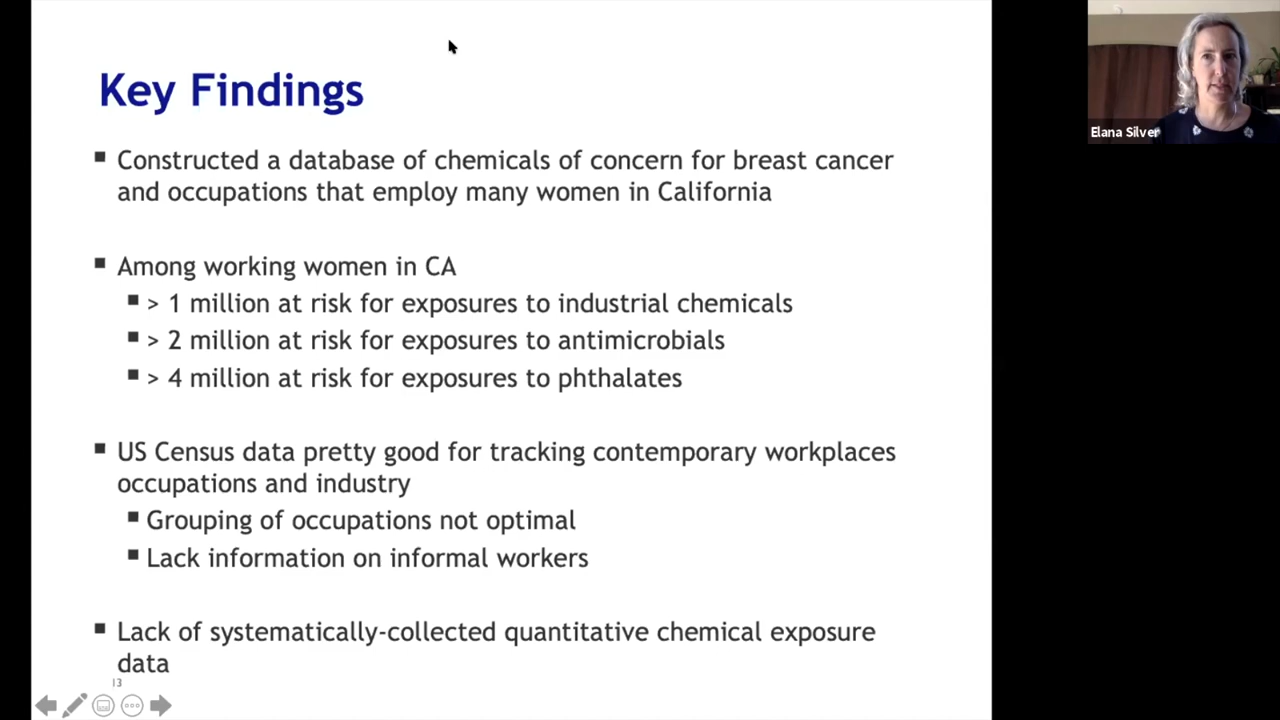 Key Findings
Constructed a database of chemicals of concern for breast cancer
and occupations that employ many women in California
Among working women in CA
> 1 million at risk for exposures to industrial chemicals
> 2 million at risk for exposures to antimicrobials
> 4 million at risk for exposures to phthalates
US Census data pretty good for tracking contemporary workplaces
occupations and industry
Grouping of occupations not optimal
Lack information on informal workers
Lack of systematically-collected quantitative chemical exposure
data
13
Elana Silver